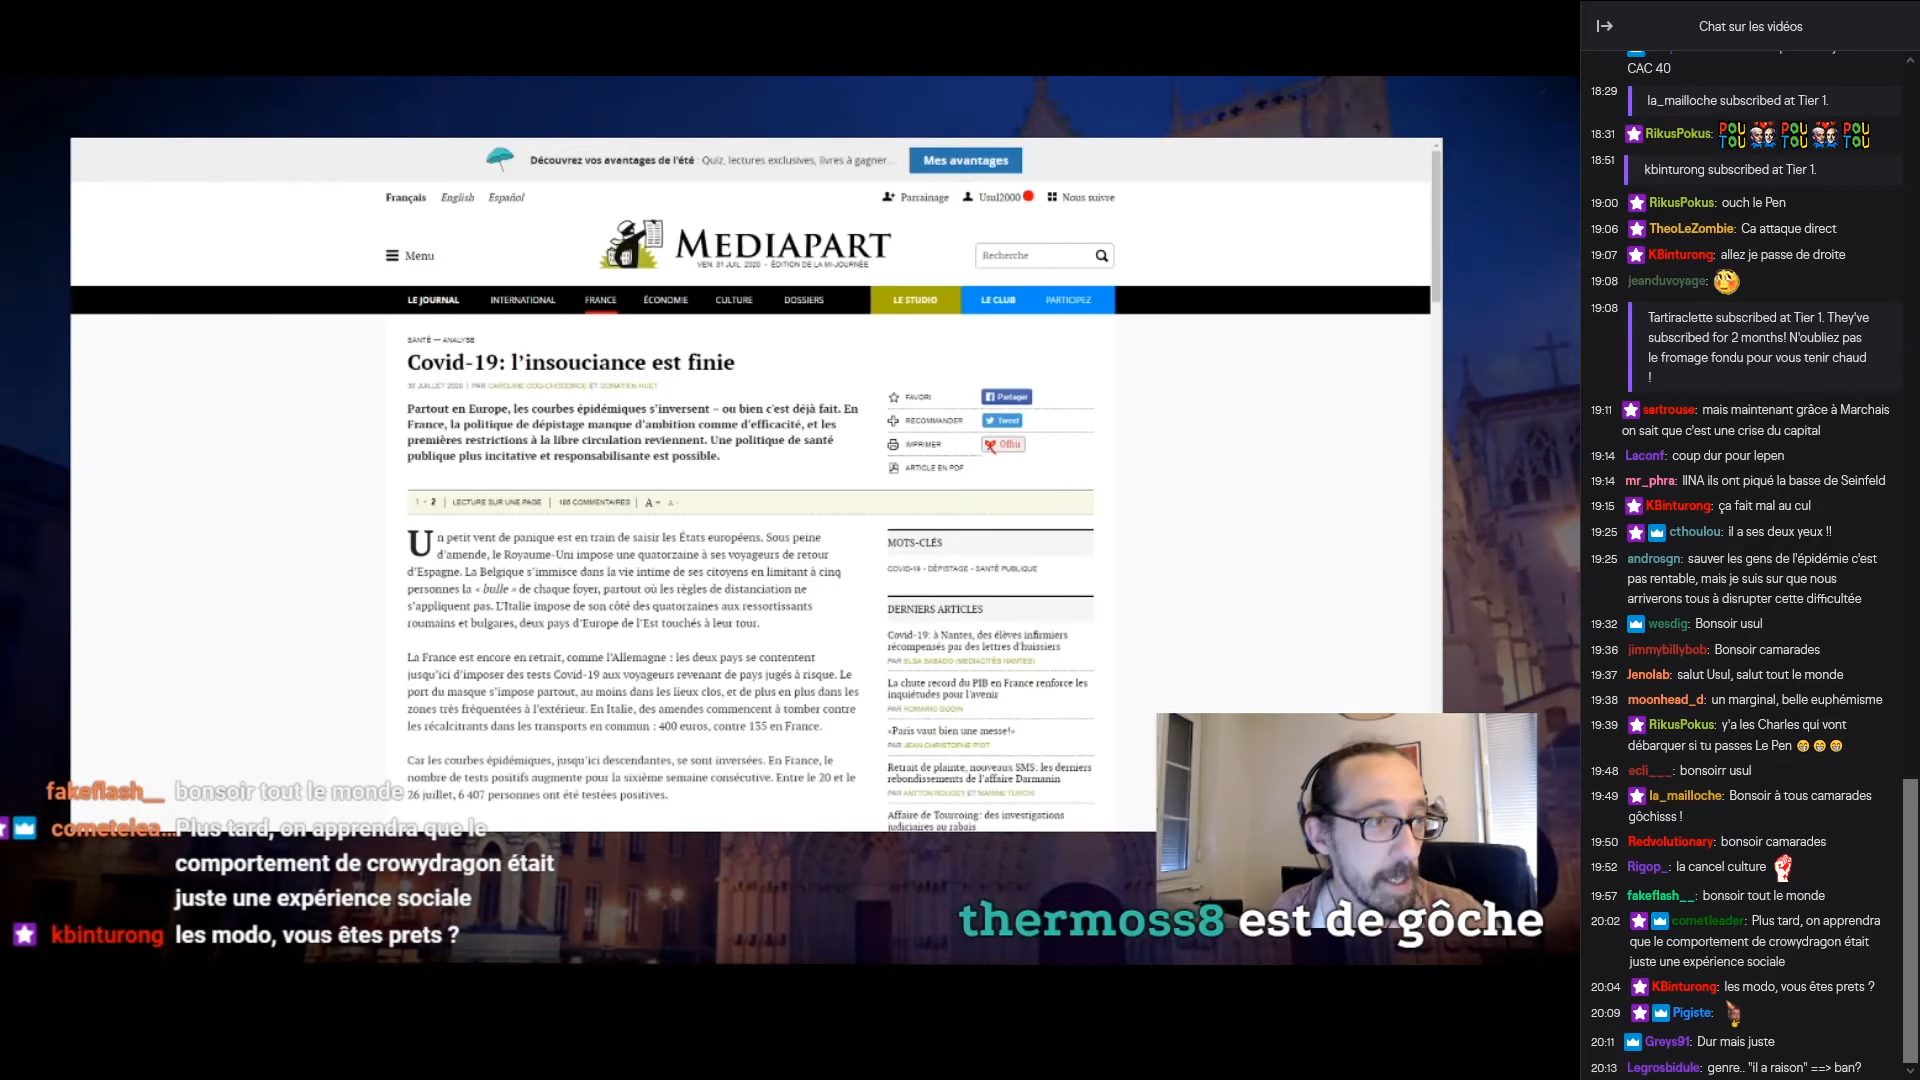 Découvrez vos avantages de l'été : Quiz, lectures exclusives, livres à gagner...
Mes avantages
Français English Español
Parrainage Usul2000 Nous suivre
Menu
MEDIAPART
VEN. 31 JUIL. 2020 - ÉDITION DE LA MI-JOURNÉE
Recherche
LE JOURNAL INTERNATIONAL FRANCE ÉCONOMIE CULTURE DOSSIERS LE STUDIO LE CLUB PARTICIPEZ
SANTÉ — ANALYSE
Covid-19: l'insouciance est finie
30 JUILLET 2020 | PAR CAROLINE COQ-CHODORGE ET DONATIEN HUET
Partout en Europe, les courbes épidémiques s'inversent – ou bien c'est déjà fait. En
France, la politique de dépistage manque d'ambition comme d'efficacité, et les
premières restrictions à la libre circulation reviennent. Une politique de santé
publique plus incitative et responsabilisante est possible.
FAVORI
Partager
RECOMMANDER
Tweet
IMPRIMER
Offrir
ARTICLE EN PDF
1 - 2 | LECTURE SUR UNE PAGE | 185 COMMENTAIRES | A + A -
Un petit vent de panique est en train de saisir les États européens. Sous peine
d'amende, le Royaume-Uni impose une quatorzaine à ses voyageurs de retour
d'Espagne. La Belgique s'immisce dans la vie intime de ses citoyens en limitant à cinq
personnes la « bulle » de chaque foyer, partout où les règles de distanciation ne
s'appliquent pas. L'Italie impose de son côté des quatorzaines aux ressortissants
roumains et bulgares, deux pays d'Europe de l'Est touchés à leur tour.
La France est encore en retrait, comme l'Allemagne : les deux pays se contentent
jusqu'ici d'imposer des tests Covid-19 aux voyageurs revenant de pays jugés à risque. Le
port du masque s'impose partout, au moins dans les lieux clos, et de plus en plus dans les
zones très fréquentées à l'extérieur. En Italie, des amendes commencent à tomber contre
les récalcitrants dans les transports en commun : 400 euros, contre 135 en France.
Car les courbes épidémiques, jusqu'ici descendantes, se sont inversées. En France, le
nombre de tests positifs augmente pour la sixième semaine consécutive. Entre le 20 et le
26 juillet, 6 407 personnes ont été testées positives.
MOTS-CLÉS
COVID-19 - DÉPISTAGE - SANTÉ PUBLIQUE
DERNIERS ARTICLES
Covid-19: à Nantes, des élèves infirmiers
récompensés par des lettres d'huissiers
PAR ELSA SABADO (MEDIACITÉS NANTES)
La chute record du PIB en France renforce les
inquiétudes pour l'avenir
PAR ROMARIC GODIN
«Paris vaut bien une messe!»
PAR JEAN-CHRISTOPHE PIOT
Retrait de plainte, nouveaux SMS: les derniers
rebondissements de l'affaire Darmanin
PAR ANTTON ROUGET ET MARINE TURCHI
Affaire de Tourcoing: des investigations
judiciaires au rabais
fakeflash__ bonsoir tout le monde
cometelea... Plus tard, on apprendra que le
comportement de crowydragon était
juste une expérience sociale
kbinturong les modo, vous êtes prets ?
thermoss8 est de gôche
Chat sur les vidéos
CAC 40
18:29 la_mailloche subscribed at Tier 1.
18:31 RikusPokus: POU TOU POU TOU POU TOU
18:51 kbinturong subscribed at Tier 1.
19:00 RikusPokus: ouch le Pen
19:06 TheoLeZombie: Ca attaque direct
19:07 KBinturong: allez je passe de droite
19:08 jeanduvoyage:
19:08 Tartiraclette subscribed at Tier 1. They've
subscribed for 2 months! N'oubliez pas
le fromage fondu pour vous tenir chaud
!
19:11 sartrouse: mais maintenant grâce à Marchais
on sait que c'est une crise du capital
19:14 Laconf: coup dur pour lepen
19:14 mr_phra: IINA ils ont piqué la basse de Seinfeld
19:15 KBinturong: ça fait mal au cul
19:25 cthoulou: il a ses deux yeux !!
19:25 androsgn: sauver les gens de l'épidémie c'est
pas rentable, mais je suis sur que nous
arriverons tous à disrupter cette difficultée
19:32 wesdig: Bonsoir usul
19:36 jimmybillybob: Bonsoir camarades
19:37 Jenolab: salut Usul, salut tout le monde
19:38 moonhead_d: un marginal, belle euphémisme
19:39 RikusPokus: y'a les Charles qui vont
débarquer si tu passes Le Pen
19:48 ecli___: bonsoirr usul
19:49 la_mailloche: Bonsoir à tous camarades
gôchisss !
19:50 Redvolutionary: bonsoir camarades
19:52 Rigop_: la cancel culture
19:57 fakeflash__: bonsoir tout le monde
20:02 cometleader: Plus tard, on apprendra
que le comportement de crowydragon était
juste une expérience sociale
20:04 KBinturong: les modo, vous êtes prets ?
20:09 Pigiste:
20:11 Greys91: Dur mais juste
20:13 Legrosbidule: genre.. "il a raison" ==> ban?